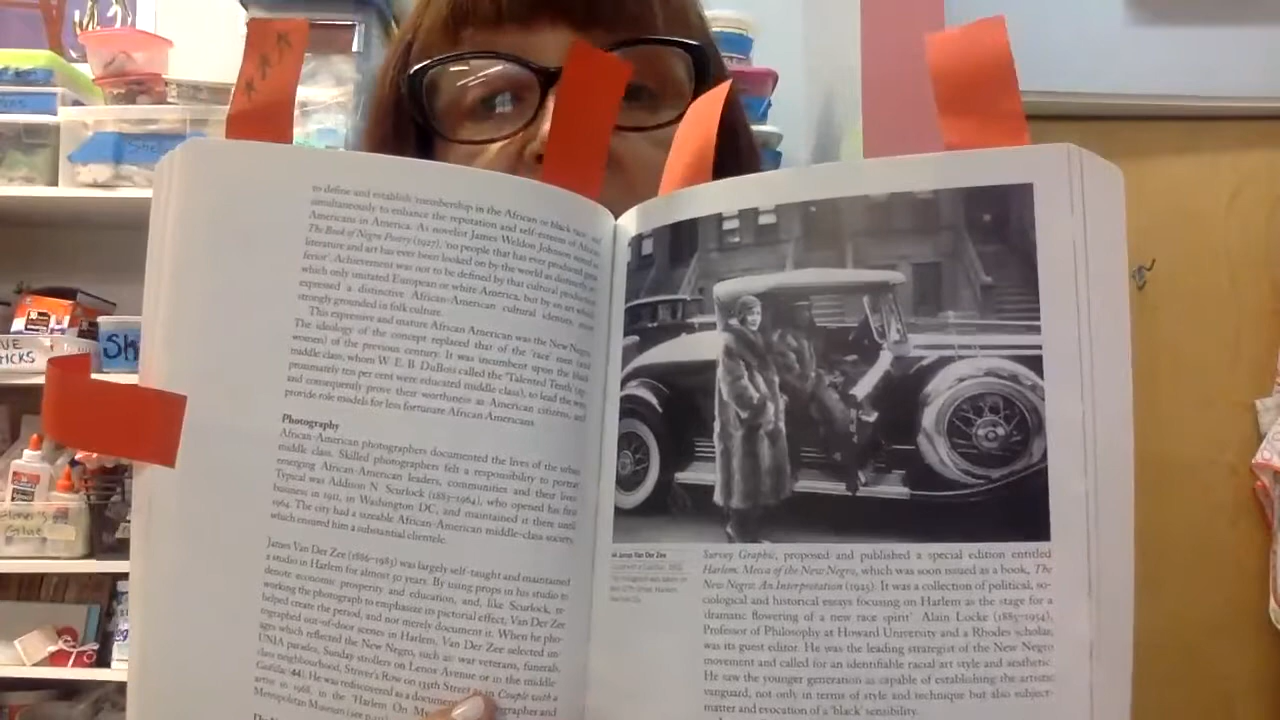 to define and establish membership in the African or black race, and
simultaneously to enhance the reputation and self-esteem of African
Americans in America. As novelist James Weldon Johnson noted in
The Book of Negro Poetry (1927), 'no people that has ever produced great
literature and art has ever been looked on by the world as distinctly in-
ferior'. Achievement was not to be defined by that cultural production
which only imitated European or white America, but by an art which
expressed a distinctive African-American cultural identity, most
strongly grounded in folk culture.
This expressive and mature African American was the New Negro.
The ideology of the concept replaced that of the 'race' men (and
women) of the previous century. It was incumbent upon the black
middle class, whom W. E. B. DuBois called the 'Talented Tenth' (ap-
proximately ten per cent were educated middle class), to lead the way
and consequently prove their worthiness as American citizens, and
provide role models for less fortunate African Americans.
Photography
African-American photographers documented the lives of the urban
middle class. Skilled photographers felt a responsibility to portray
emerging African-American leaders, communities and their lives.
Typical was Addison N. Scurlock (1883–1964), who opened his first
business in 1911, in Washington DC, and maintained it there until
1964. The city had a sizeable African-American middle-class society
which ensured him a substantial clientele.
James Van Der Zee (1886–1983) was largely self-taught and maintained
a studio in Harlem for almost 50 years. By using props in his studio to
denote economic prosperity and education, and, like Scurlock, re-
working the photograph to emphasize its pictorial effect, Van Der Zee
helped create the period, and not merely document it. When he pho-
tographed out-of-door scenes in Harlem, Van Der Zee selected im-
ages which reflected the New Negro, such as war veterans, funerals,
UNIA parades, Sunday strollers on Lenox Avenue or in the middle-
class neighbourhood, Striver's Row on 135th Street as in Couple with a
Cadillac [44]. He was rediscovered as a document photographer and
artist in 1968, in the 'Harlem On My
Metropolitan Museum (see p.
44 James Van Der Zee
Survey Graphic, proposed and published a special edition entitled
Harlem: Mecca of the New Negro, which was soon issued as a book, The
New Negro: An Interpretation (1925). It was a collection of political, so-
ciological and historical essays focusing on Harlem as the stage for a
dramatic flowering of a new race spirit'. Alain Locke (1885–1954),
Professor of Philosophy at Howard University and a Rhodes scholar,
was its guest editor. He was the leading strategist of the New Negro
movement and called for an identifiable racial art style and aesthetic.
He saw the younger generation as capable of establishing the artistic
vanguard, not only in terms of style and technique but also subject-
matter and evocation of a 'black' sensibility.